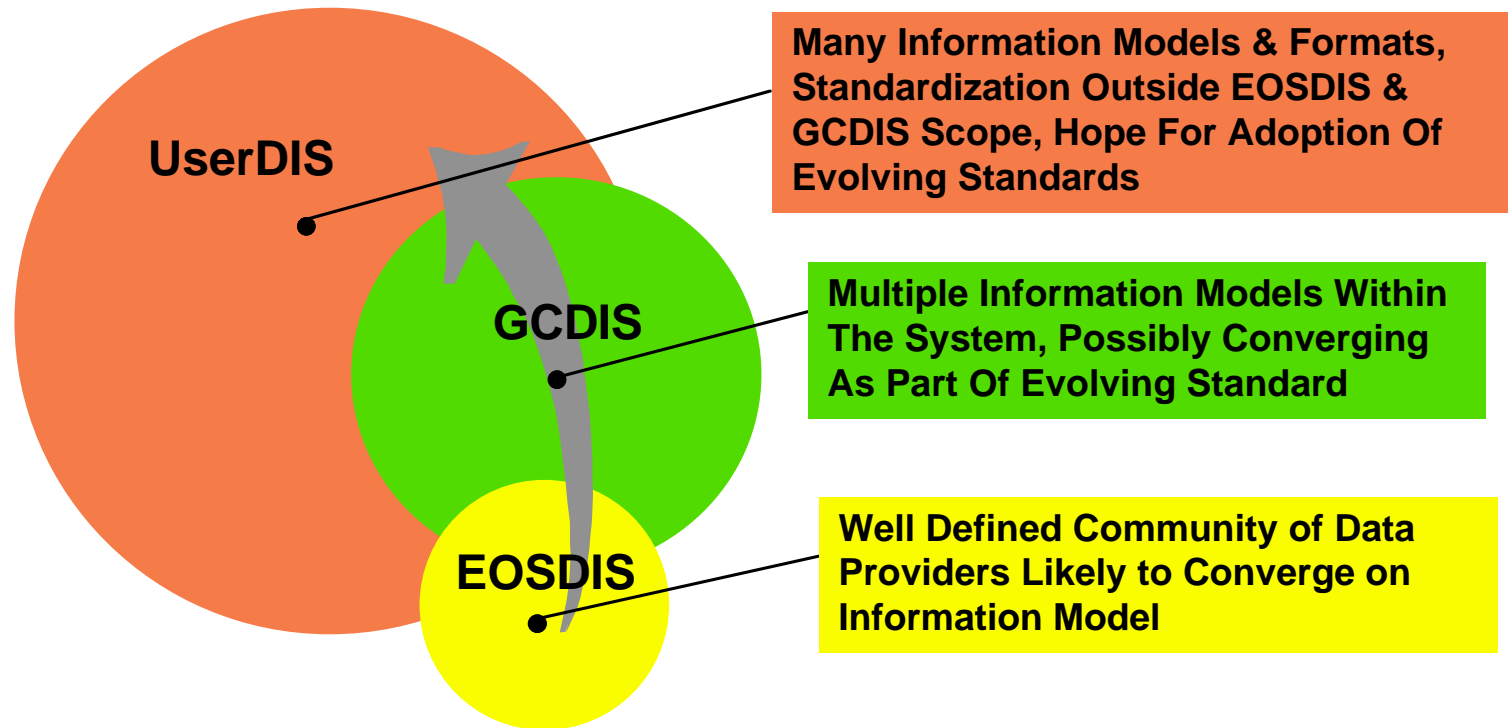 Many Information Models & Formats,
Standardization Outside EOSDIS &
GCDIS Scope, Hope For Adoption Of
Evolving Standards
UserDIS
GCDIS
Multiple Information Models Within
The System, Possibly Converging
As Part Of Evolving Standard
EOSDIS
Well Defined Community of Data
Providers Likely to Converge on
Information Model